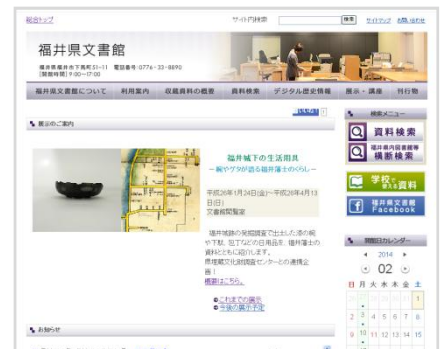 総合トップ
サイト内検索
検索
サイトマップ
お問い合わせ
福井県文書館
福井県福井市下馬町51-11 電話番号:0776-33-8890
[開館時間] 9:00~17:00
福井県文書館について
利用案内
収蔵資料の概要
資料検索
デジタル歴史情報
展示・講座
刊行物
いいね!
展示のご案内
福井城下の生活用具
-椀やゲタが語る福井藩士のくらし-
平成26年1月24日(金)~平成26年4月13
日(日)
文書館閲覧室
福井城跡の発掘調査で出土した漆の椀
や下駄、包丁などの日用品を、福井藩士の
資料とともに紹介します。
県埋蔵文化財調査センターとの連携企
画!
概要はこちら。
これまでの展示
今後の展示予定
お知らせ
検索メニュー
資料検索
福井県内図書館等
横断検索
学校で
使える資料
福井県文書館
Facebook
開館日カレンダー
2014
02
日 月 火 水 木 金 土
1
2 3 4 5 6 7 8
9 10 11 12 13 14 15